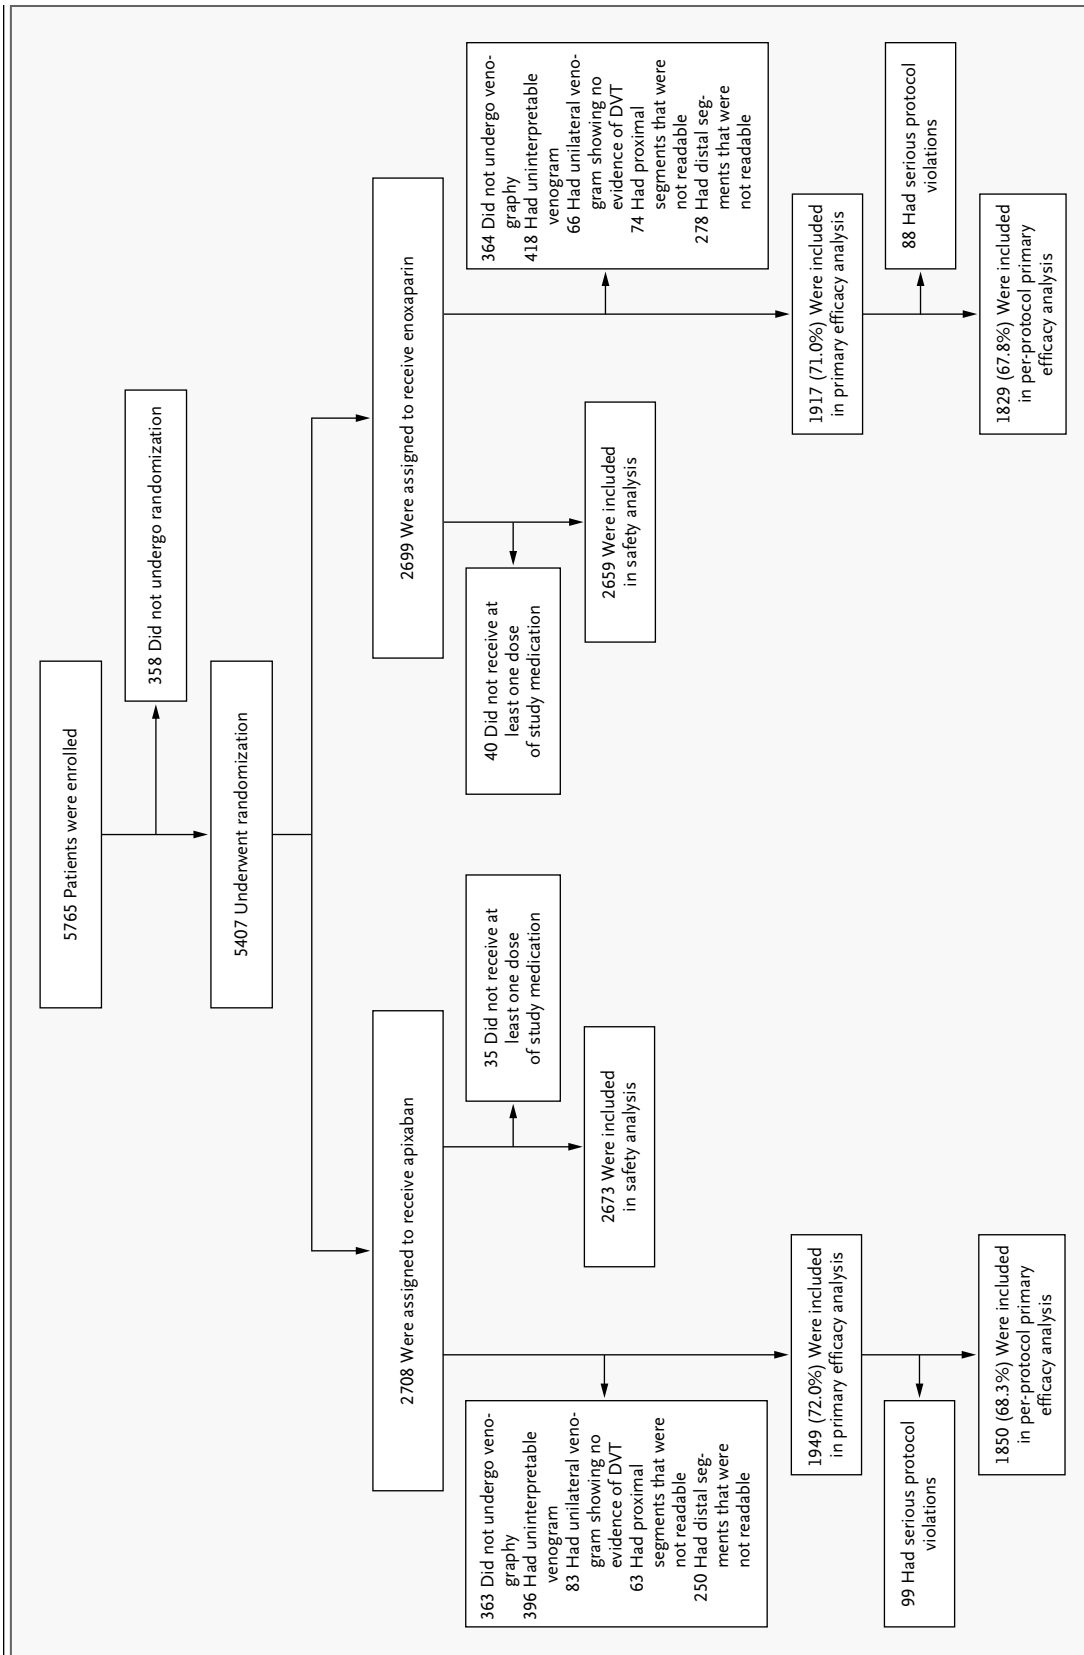 5765 Patients were enrolled
358 Did not undergo randomization
5407 Underwent randomization
2708 Were assigned to receive apixaban
2699 Were assigned to receive enoxaparin
363 Did not undergo veno-
graphy
396 Had uninterpretable
venogram
83 Had unilateral veno-
gram showing no
evidence of DVT
63 Had proximal
segments that were
not readable
250 Had distal seg-
ments that were
not readable
35 Did not receive at
least one dose
of study medication
40 Did not receive at
least one dose
of study medication
364 Did not undergo veno-
graphy
418 Had uninterpretable
venogram
66 Had unilateral veno-
gram showing no
evidence of DVT
74 Had proximal
segments that were
not readable
278 Had distal seg-
ments that were
not readable
2673 Were included
in safety analysis
2659 Were included
in safety analysis
1949 (72.0%) Were included
in primary efficacy analysis
1917 (71.0%) Were included
in primary efficacy analysis
99 Had serious protocol
violations
88 Had serious protocol
violations
1850 (68.3%) Were included
in per-protocol primary
efficacy analysis
1829 (67.8%) Were included
in per-protocol primary
efficacy analysis